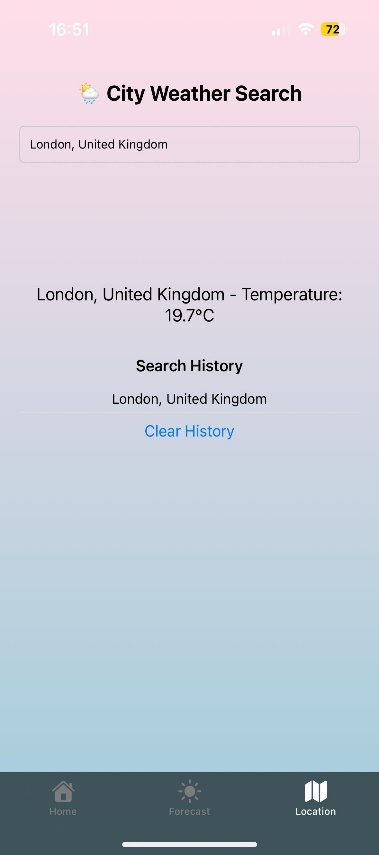 16:51
72
City Weather Search
London, United Kingdom
London, United Kingdom - Temperature:
19.7°C
Search History
London, United Kingdom
Clear History
Home
Forecast
Location